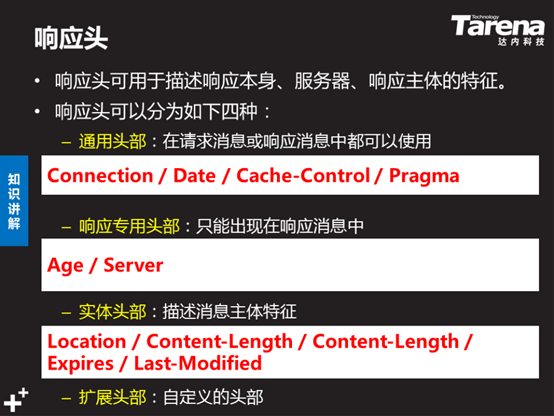 响应头
Technology
Tarena
达内科技
• 响应头可用于描述响应本身、服务器、响应主体的特征。
• 响应头可以分为如下四种：
– 通用头部：在请求消息或响应消息中都可以使用
Connection / Date / Cache-Control / Pragma
知识讲解
– 响应专用头部：只能出现在响应消息中
Age / Server
– 实体头部：描述消息主体特征
Location / Content-Length / Content-Length /
Expires / Last-Modified
– 扩展头部：自定义的头部